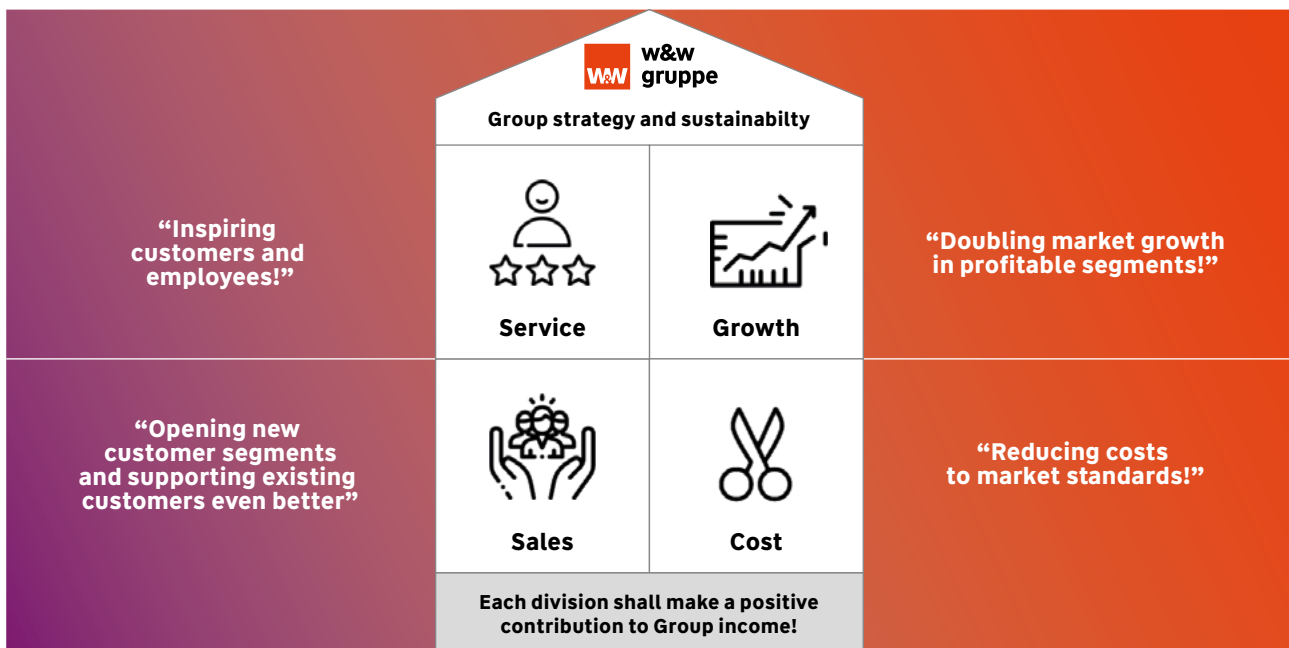 W&W
w&w
gruppe
Group strategy and sustainabilty
“Inspiring
customers and
employees!”
Service
Growth
“Doubling market growth
in profitable segments!”
“Opening new
customer segments
and supporting existing
customers even better”
Sales
Cost
“Reducing costs
to market standards!”
Each division shall make a positive
contribution to Group income!